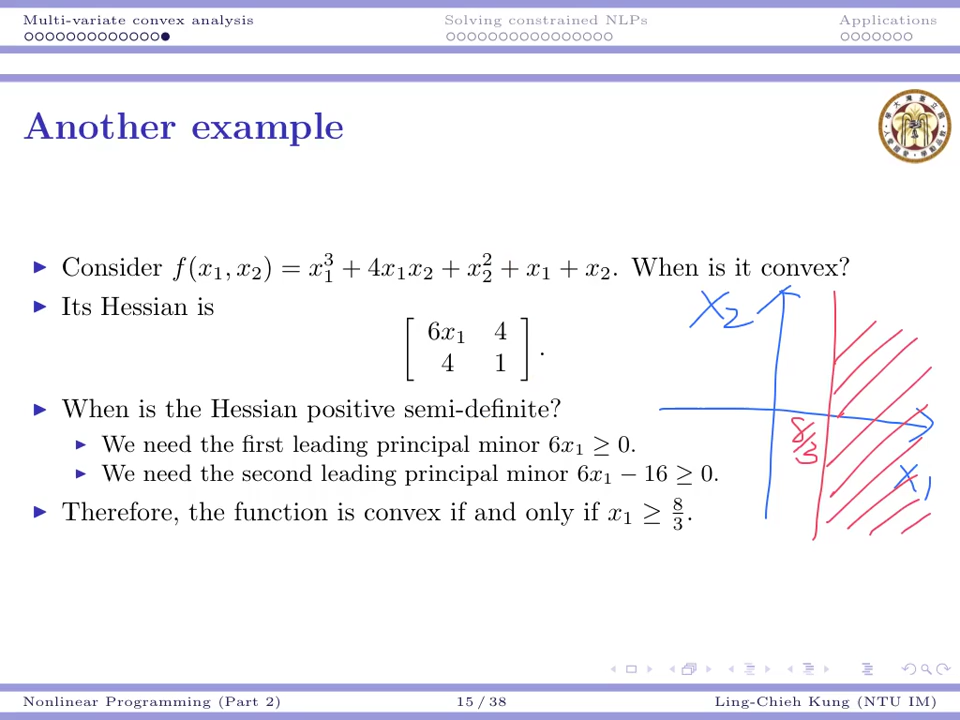 Multi-variate convex analysis Solving constrained NLPs Applications
Another example
Consider f(x₁, x₂) = x₁³ + 4x₁x₂ + x₂² + x₁ + x₂. When is it convex?
Its Hessian is
[ 6x₁ 4
4 1 ].
When is the Hessian positive semi-definite?
We need the first leading principal minor 6x₁ ≥ 0.
We need the second leading principal minor 6x₁ − 16 ≥ 0.
Therefore, the function is convex if and only if x₁ ≥ 8/3.
X₂
8/3
X₁
Nonlinear Programming (Part 2) 15 / 38 Ling-Chieh Kung (NTU IM)